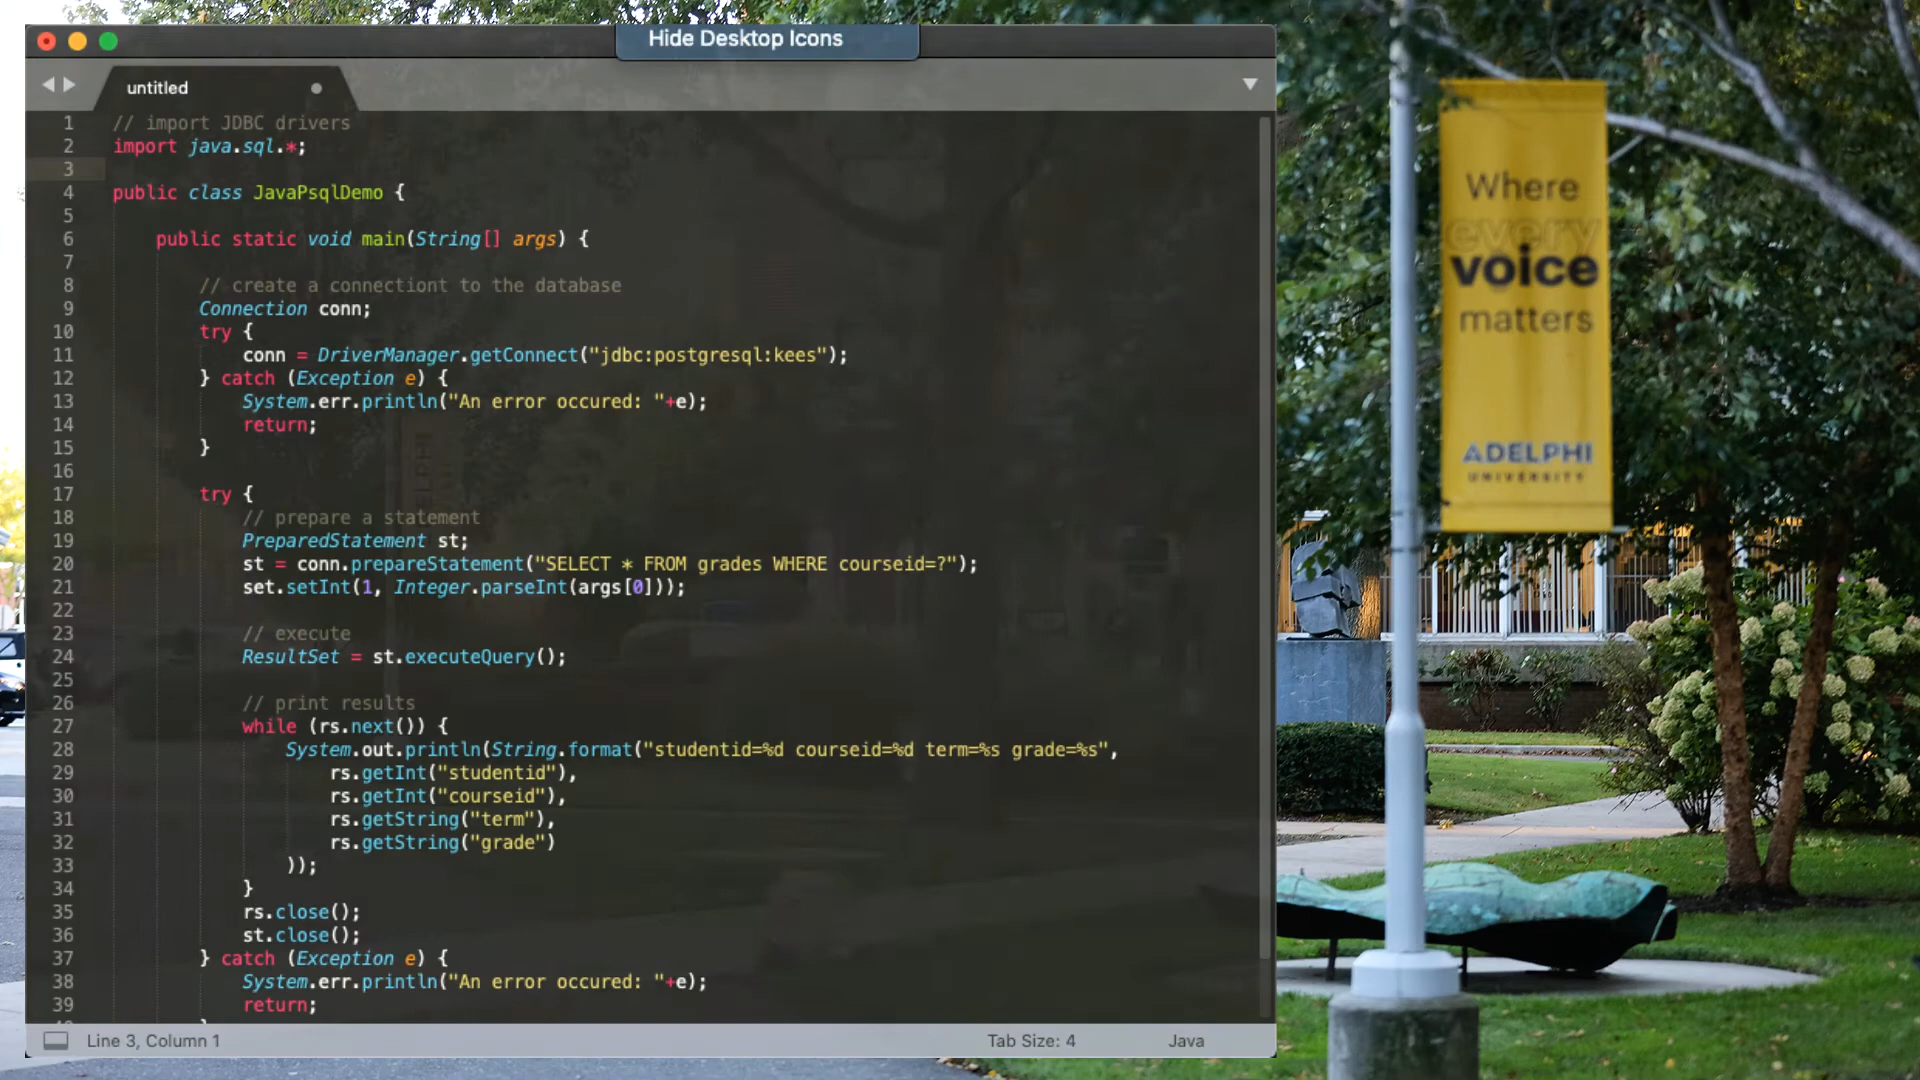 Hide Desktop Icons
untitled
1 // import JDBC drivers
2 import java.sql.*;
3
4 public class JavaPsqlDemo {
5
6 public static void main(String[] args) {
7
8 // create a connectiont to the database
9 Connection conn;
10 try {
11 conn = DriverManager.getConnect("jdbc:postgresql:kees");
12 } catch (Exception e) {
13 System.err.println("An error occured: "+e);
14 return;
15 }
16
17 try {
18 // prepare a statement
19 PreparedStatement st;
20 st = conn.prepareStatement("SELECT * FROM grades WHERE courseid=?");
21 set.setInt(1, Integer.parseInt(args[0]));
22
23 // execute
24 ResultSet = st.executeQuery();
25
26 // print results
27 while (rs.next()) {
28 System.out.println(String.format("studentid=%d courseid=%d term=%s grade=%s",
29 rs.getInt("studentid"),
30 rs.getInt("courseid"),
31 rs.getString("term"),
32 rs.getString("grade")
33 ));
34 }
35 rs.close();
36 st.close();
37 } catch (Exception e) {
38 System.err.println("An error occured: "+e);
39 return;
Line 3, Column 1
Tab Size: 4
Java
Where
every
voice
matters
ADELPHI
UNIVERSITY